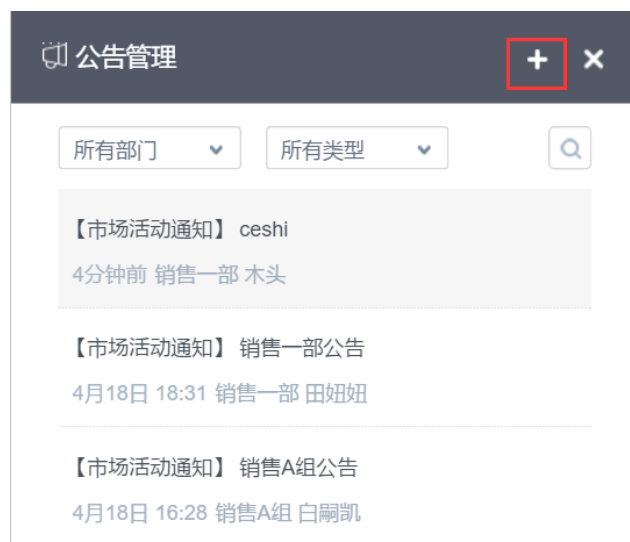 公告管理
所有部门 所有类型
【市场活动通知】 ceshi
4分钟前 销售一部 木头
【市场活动通知】 销售一部公告
4月18日 18:31 销售一部 田妞妞
【市场活动通知】 销售A组公告
4月18日 16:28 销售A组 白嗣凯